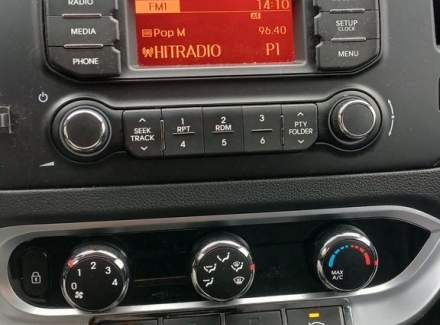 RADIO
FM1 14:10
AF
MEDIA
Pop M 96.40
SETUP
CLOCK
PHONE
HITRADIO P1
MENU
SEEK
TRACK
1
RPT
4
2
RDM
5
3
6
PTY
FOLDER
0 1 2 4
MAX
A/C